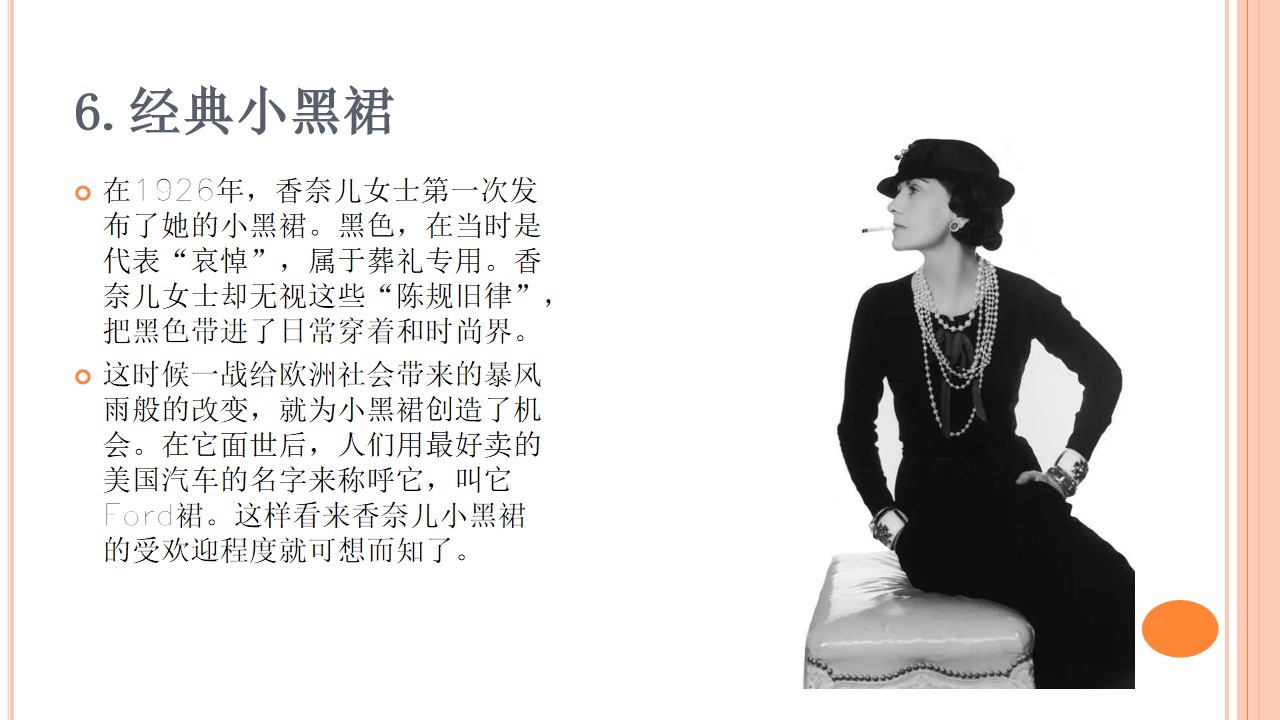 6. 经典小黑裙
在1926年，香奈儿女士第一次发
布了她的小黑裙。黑色，在当时是
代表“哀悼”，属于葬礼专用。香
奈儿女士却无视这些“陈规旧律”，
把黑色带进了日常穿着和时尚界。
这时候一战给欧洲社会带来的暴风
雨般的改变，就为小黑裙创造了机
会。在它面世后，人们用最好卖的
美国汽车的名字来称呼它，叫它
Ford裙。这样看来香奈儿小黑裙
的受欢迎程度就可想而知了。